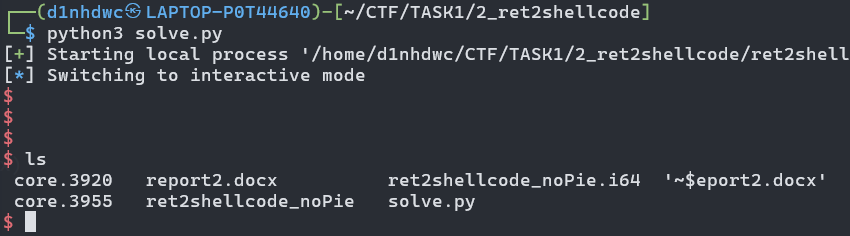 ┌──(d1nhdwc㉿LAPTOP-P0T44640)-[~/CTF/TASK1/2_ret2shellcode]
└─$ python3 solve.py
[+] Starting local process '/home/d1nhdwc/CTF/TASK1/2_ret2shellcode/ret2shell
[*] Switching to interactive mode
$
$
$
$ ls
core.3920 report2.docx ret2shellcode_noPie.i64 '~$eport2.docx'
core.3955 ret2shellcode_noPie solve.py
$